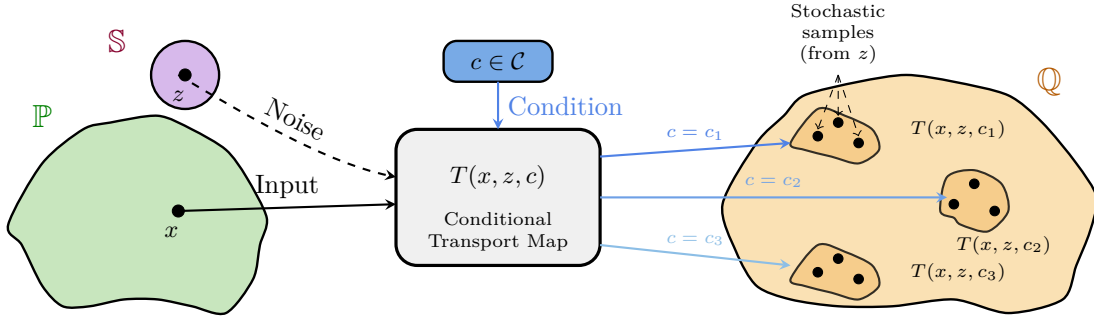 𝕊
z
ℙ
x
Noise
Input
c ∈ 𝒞
Condition
T(x, z, c)
Conditional
Transport Map
c = c₁
c = c₂
c = c₃
Stochastic
samples
(from z)
ℚ
T(x, z, c₁)
T(x, z, c₂)
T(x, z, c₃)